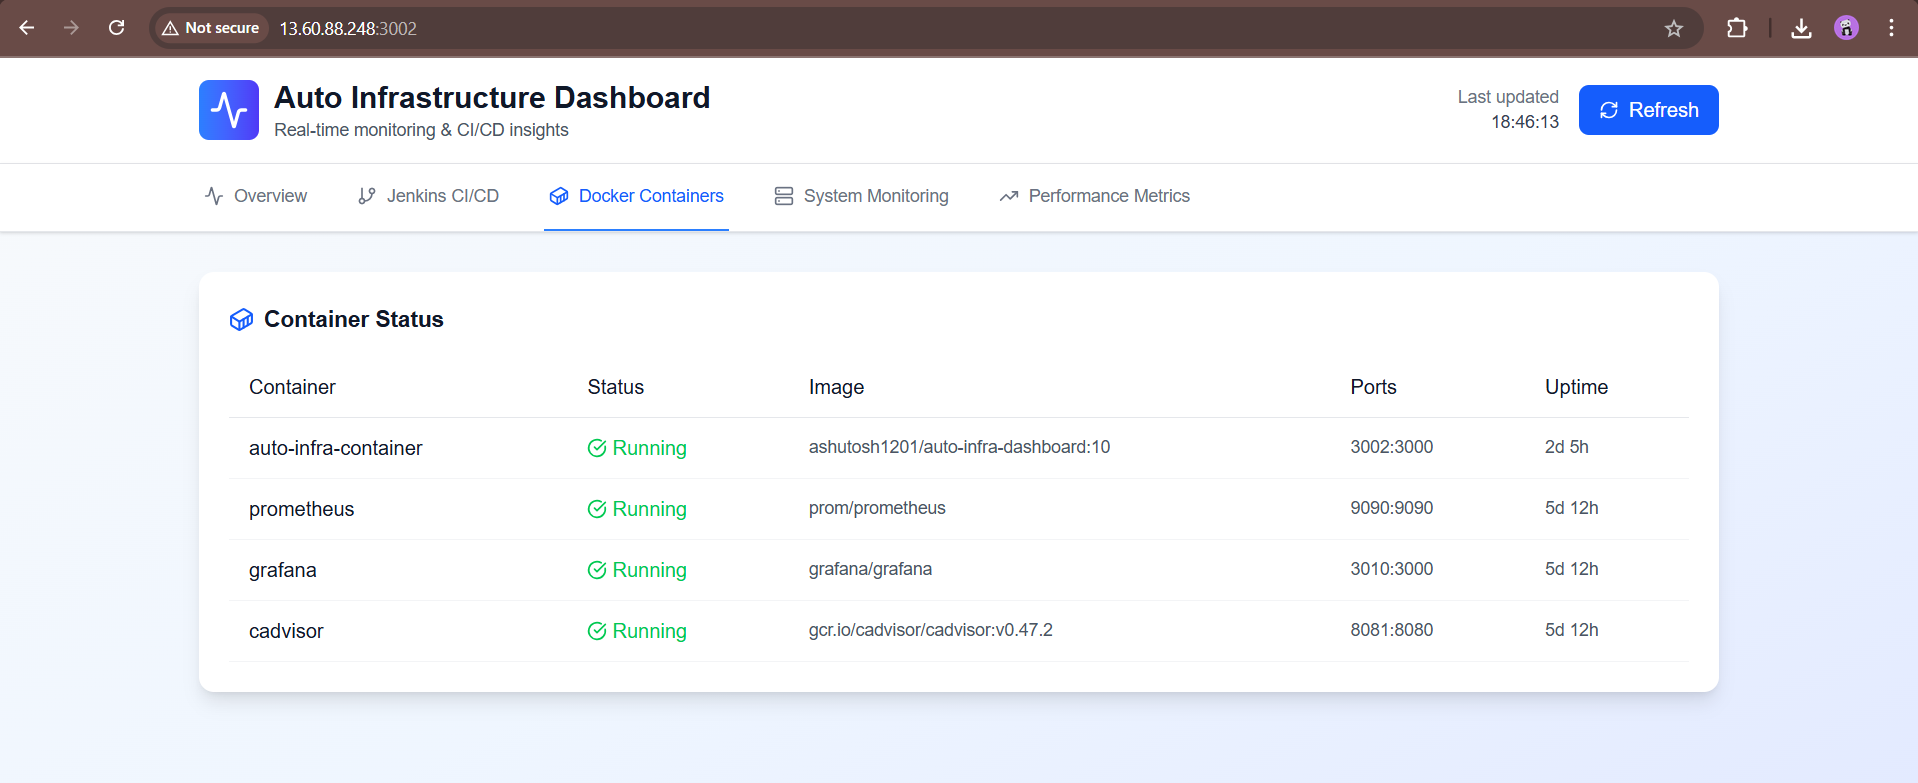 Not secure 13.60.88.248:3002
Auto Infrastructure Dashboard
Real-time monitoring & CI/CD insights
Last updated
18:46:13
Refresh
Overview Jenkins CI/CD Docker Containers System Monitoring Performance Metrics
Container Status
Container Status Image Ports Uptime
auto-infra-container Running ashutosh1201/auto-infra-dashboard:10 3002:3000 2d 5h
prometheus Running prom/prometheus 9090:9090 5d 12h
grafana Running grafana/grafana 3010:3000 5d 12h
cadvisor Running gcr.io/cadvisor/cadvisor:v0.47.2 8081:8080 5d 12h